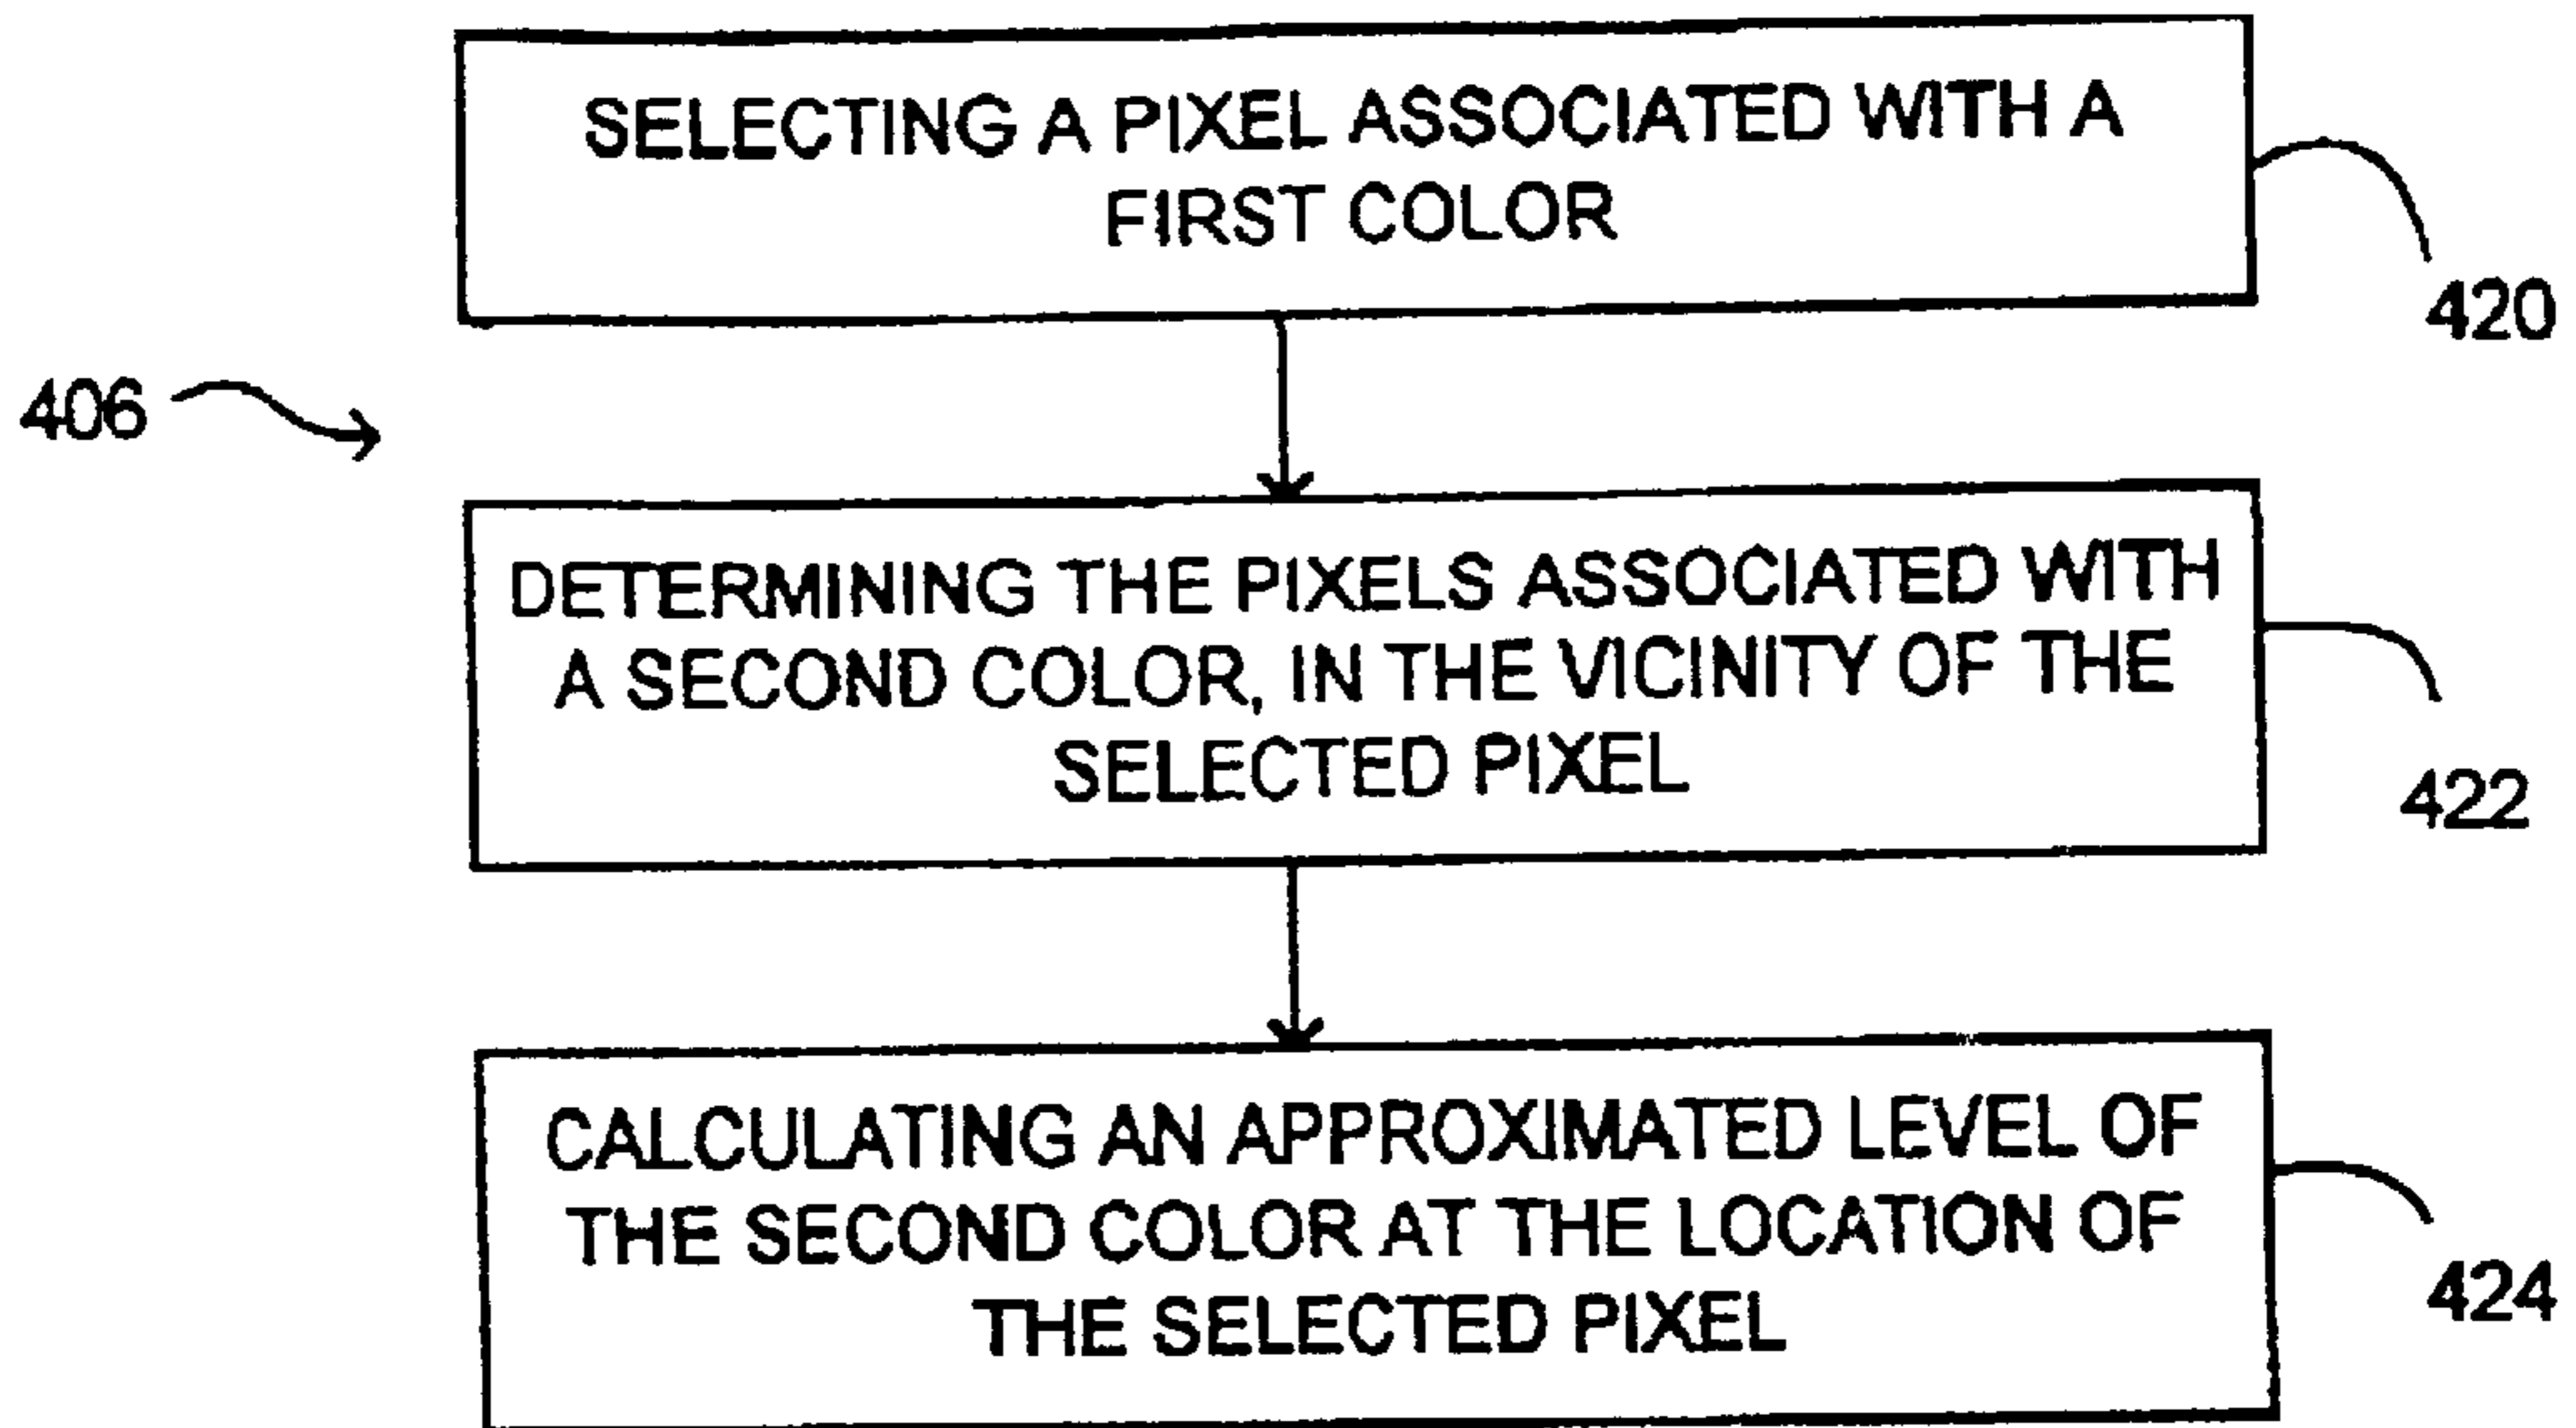 SELECTING A PIXEL ASSOCIATED WITH A
FIRST COLOR
420
406
DETERMINING THE PIXELS ASSOCIATED WITH
A SECOND COLOR, IN THE VICINITY OF THE
SELECTED PIXEL
422
CALCULATING AN APPROXIMATED LEVEL OF
THE SECOND COLOR AT THE LOCATION OF
THE SELECTED PIXEL
424